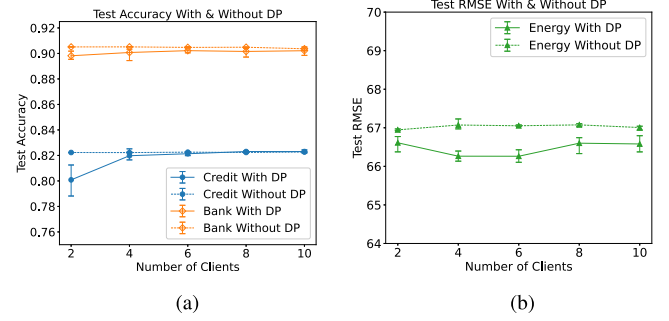 Test Accuracy With & Without DP
0.92
0.90
0.88
0.86
0.84
0.82
0.80
0.78
0.76
Test Accuracy
Credit With DP
Credit Without DP
Bank With DP
Bank Without DP
2
4
6
8
10
Number of Clients
(a)
Test RMSE With & Without DP
70
69
68
67
66
65
64
Test RMSE
Energy With DP
Energy Without DP
2
4
6
8
10
Number of Clients
(b)